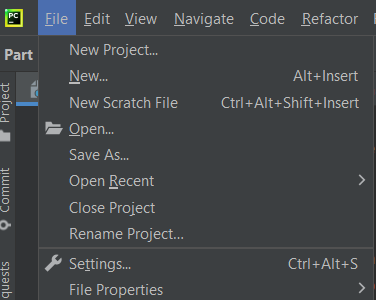 PC
File Edit View Navigate Code Refactor
Part
New Project...
New... Alt+Insert
New Scratch File Ctrl+Alt+Shift+Insert
Open...
Save As...
Open Recent
Close Project
Rename Project...
Settings... Ctrl+Alt+S
File Properties
Project
Commit
quests